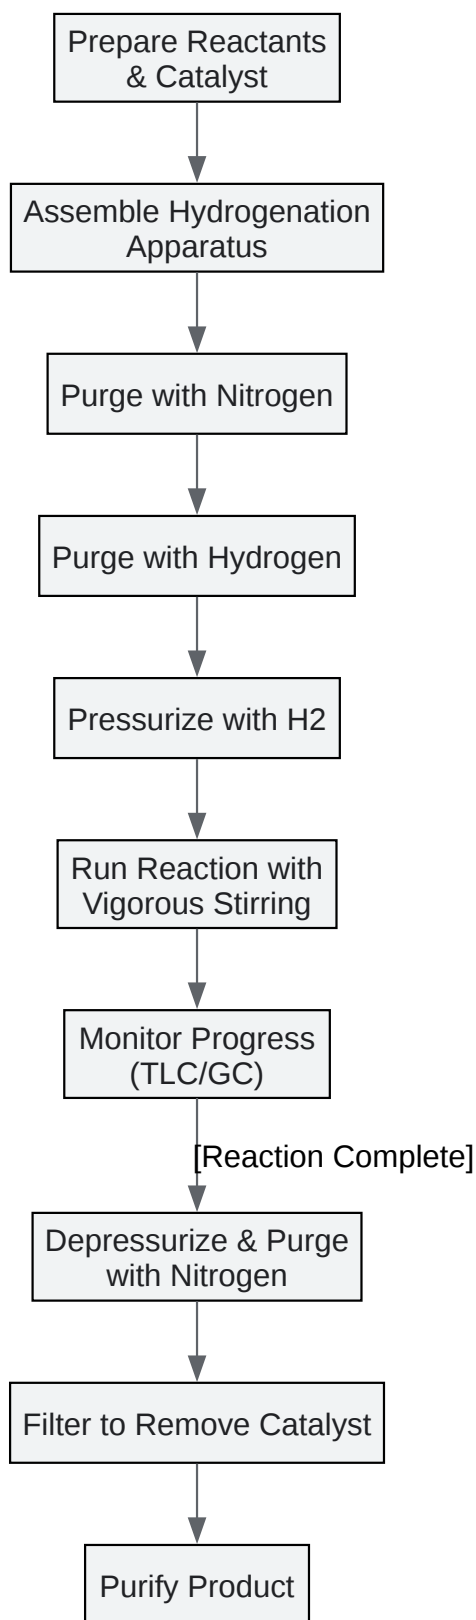 Prepare Reactants
& Catalyst
Assemble Hydrogenation
Apparatus
Purge with Nitrogen
Purge with Hydrogen
Pressurize with H2
Run Reaction with
Vigorous Stirring
Monitor Progress
(TLC/GC)
[Reaction Complete]
Depressurize & Purge
with Nitrogen
Filter to Remove Catalyst
Purify Product